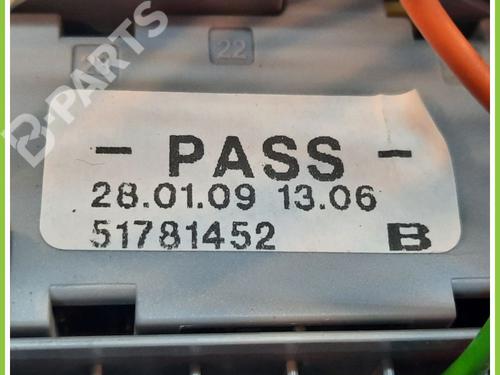 22
B-PARTS
- PASS -
28.01.09 13.06
51781452 B